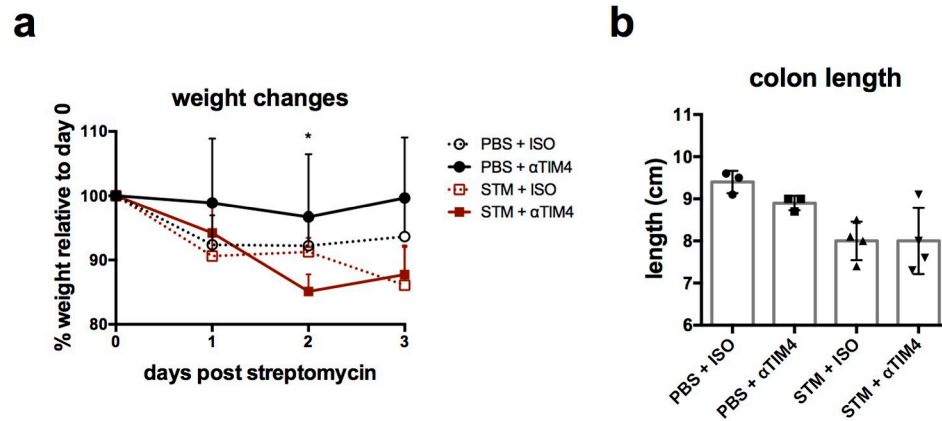 a
weight changes
% weight relative to day 0
110
100
90
80
*
0 1 2 3
days post streptomycin
PBS + ISO
PBS + αTIM4
STM + ISO
STM + αTIM4
b
colon length
length (cm)
11
10
9
8
7
6
PBS + ISO
PBS + αTIM4
STM + ISO
STM + αTIM4